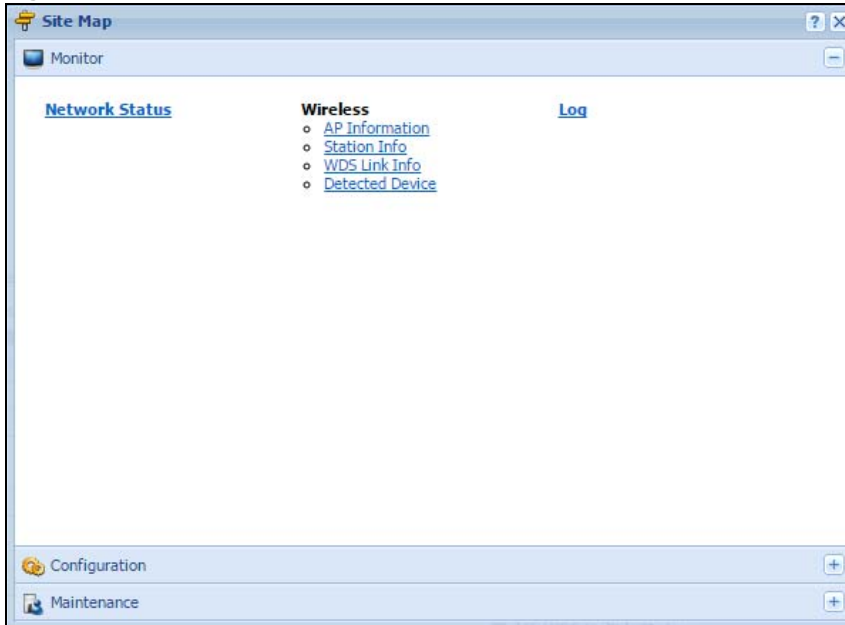 Site Map
Monitor
Network Status
Wireless
AP Information
Station Info
WDS Link Info
Detected Device
Log
Configuration
Maintenance